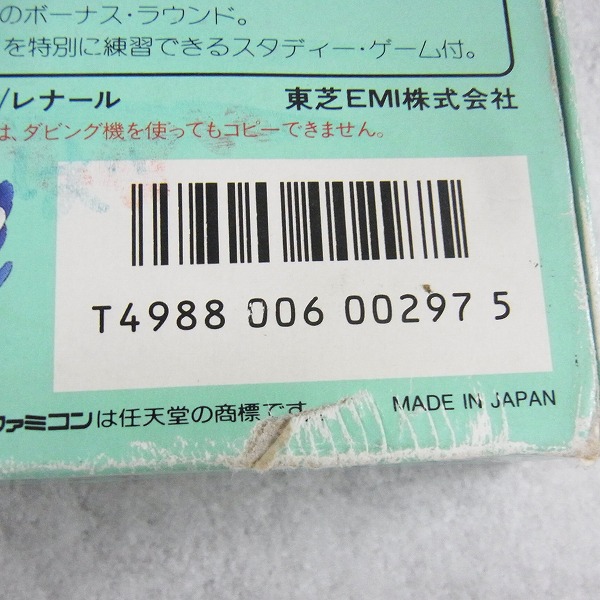 のボーナス・ラウンド。
を特別に練習できるスタディー・ゲーム付。
/レナール 東芝EMI株式会社
は、ダビング機を使ってもコピーできません。
T4988 006 00297 5
ファミコンは任天堂の商標です。 MADE IN JAPAN